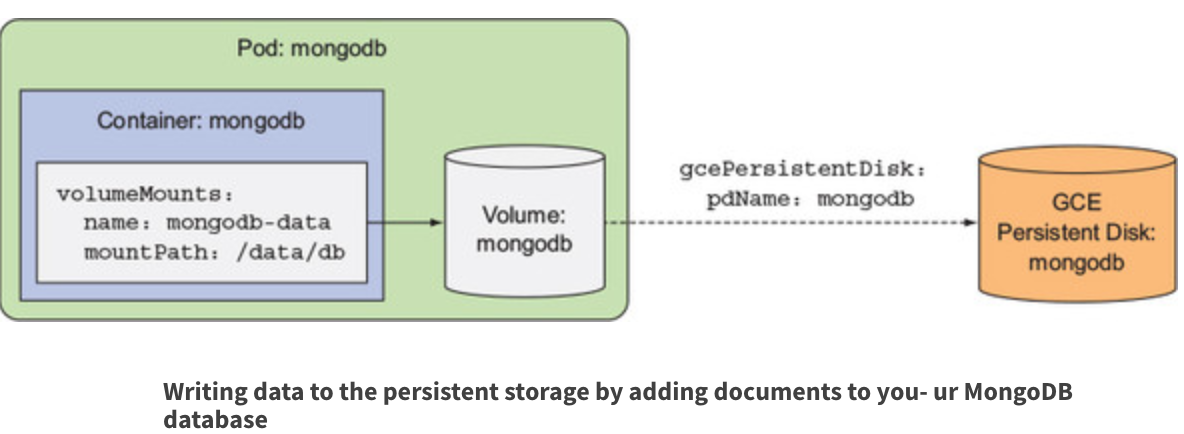 Pod: mongodb
Container: mongodb
volumeMounts:
name: mongodb-data
mountPath: /data/db
Volume:
mongodb
gcePersistentDisk:
pdName: mongodb
GCE
Persistent Disk:
mongodb
Writing data to the persistent storage by adding documents to you- ur MongoDB
database